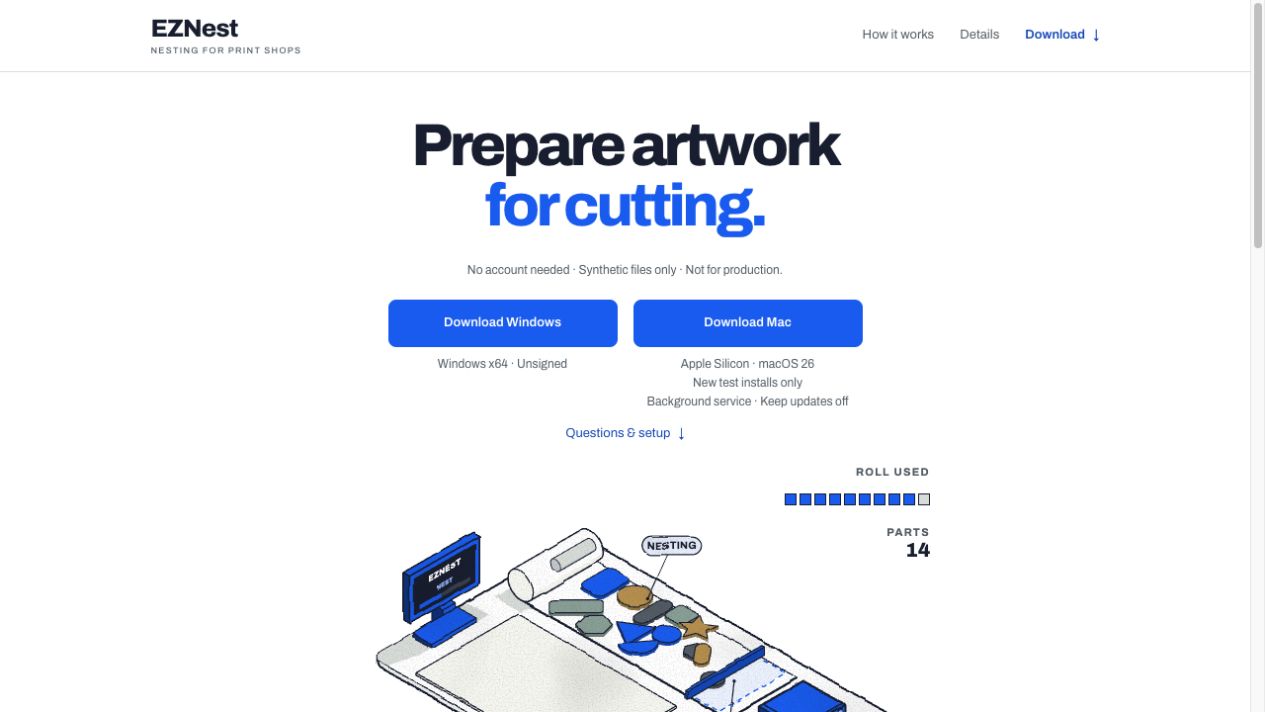 EZNest
NESTING FOR PRINT SHOPS
How it works
Details
Download ↓
Prepare artwork
for cutting.
No account needed · Synthetic files only · Not for production.
Download Windows
Download Mac
Windows x64 · Unsigned
Apple Silicon · macOS 26
New test installs only
Background service · Keep updates off
Questions & setup ↓
ROLL USED
PARTS
14
NESTING
EZNEST
NEST